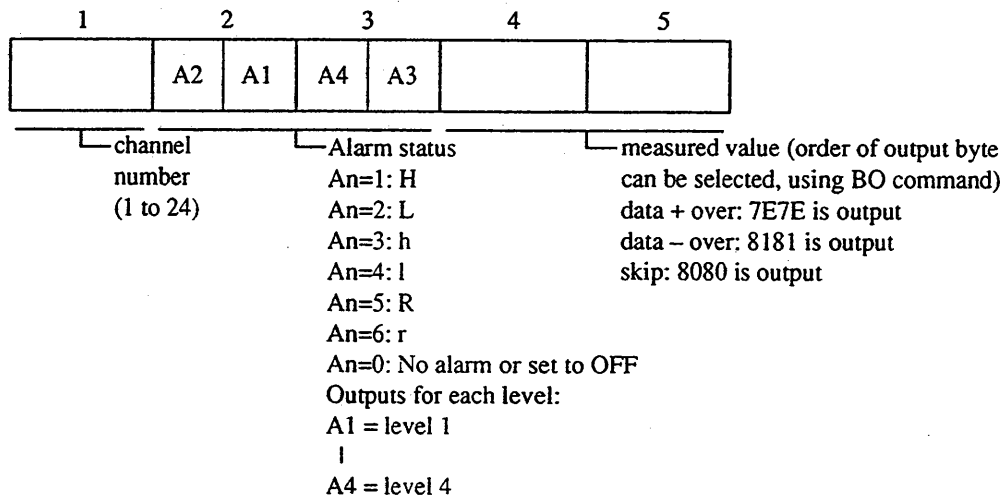 1 2 3 4 5
A2 A1 A4 A3
channel
number
(1 to 24)
Alarm status
An=1: H
An=2: L
An=3: h
An=4: l
An=5: R
An=6: r
An=0: No alarm or set to OFF
Outputs for each level:
A1 = level 1
A4 = level 4
measured value (order of output byte
can be selected, using BO command)
data + over: 7E7E is output
data – over: 8181 is output
skip: 8080 is output